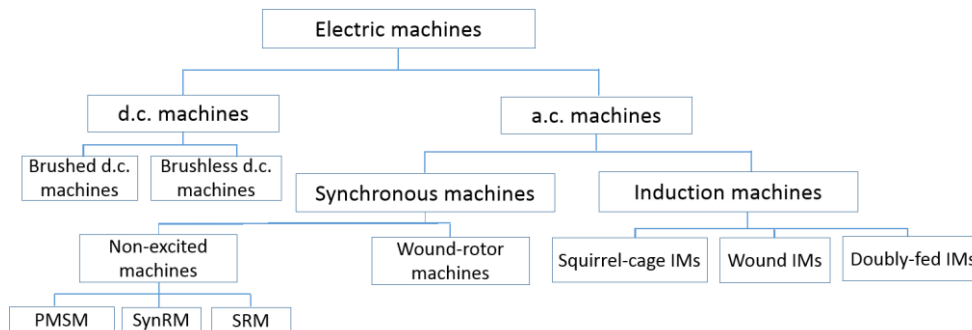 Electric machines
d.c. machines
a.c. machines
Brushed d.c.
machines
Brushless d.c.
machines
Synchronous machines
Induction machines
Non-excited
machines
Wound-rotor
machines
Squirrel-cage IMs
Wound IMs
Doubly-fed IMs
PMSM
SynRM
SRM